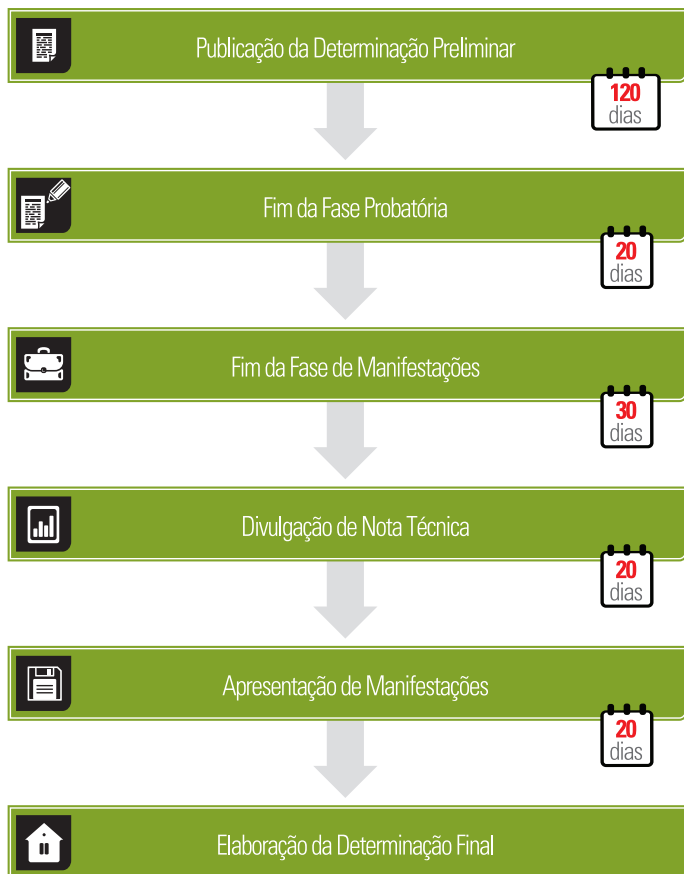 Publicação da Determinação Preliminar
120
dias
Fim da Fase Probatória
20
dias
Fim da Fase de Manifestações
30
dias
Divulgação de Nota Técnica
20
dias
Apresentação de Manifestações
20
dias
Elaboração da Determinação Final